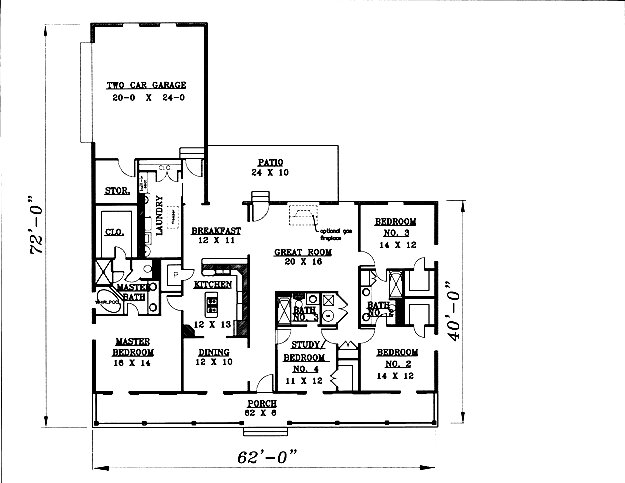 TWO CAR GARAGE
20-0 X 24-0
PATIO
24 X 10
STOR.
LAUNDRY
CLO.
BREAKFAST
12 X 11
GREAT ROOM
20 X 16
optional gas
fireplace
BEDROOM
NO. 3
14 X 12
MASTER
BATH
WHLPOOL
KITCHEN
12 X 13
BATH
NO. 3
BATH
MASTER
BEDROOM
16 X 14
DINING
12 X 10
STUDY/
BEDROOM
NO. 4
11 X 12
BEDROOM
NO. 2
14 X 12
PORCH
62 X 6
72'-0"
40'-0"
62'-0"